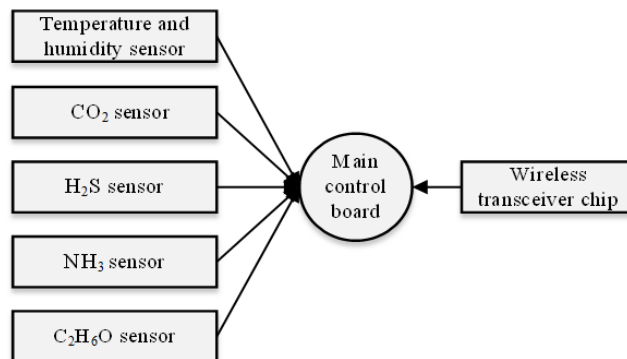 Temperature and
humidity sensor
CO₂ sensor
H₂S sensor
NH₃ sensor
C₂H₆O sensor
Main
control
board
Wireless
transceiver chip